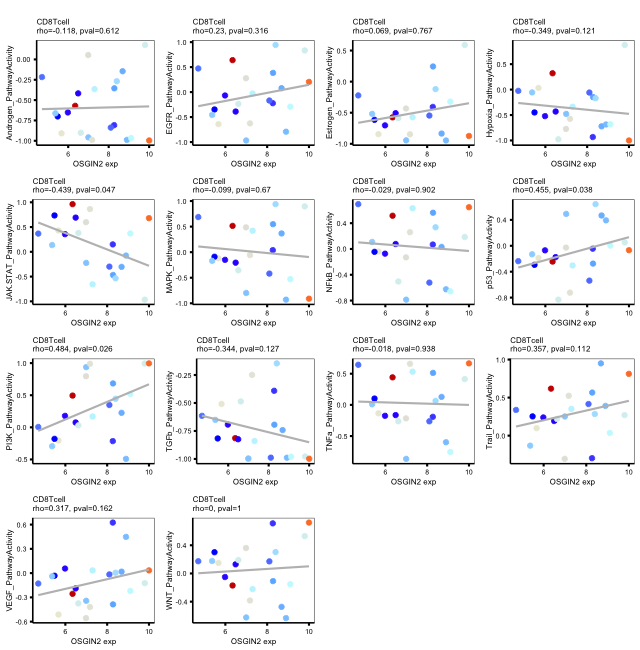 CD8Tcell
rho=-0.118, pval=0.612
Androgen_PathwayActivity
0.00
-0.25
-0.50
-0.75
-1.00
6
8
10
OSGIN2 exp
CD8Tcell
rho=0.23, pval=0.316
EGFR_PathwayActivity
1.0
0.5
0.0
-0.5
-1.0
6
8
10
OSGIN2 exp
CD8Tcell
rho=0.069, pval=0.767
Estrogen_PathwayActivity
0.5
0.0
-0.5
-1.0
6
8
10
OSGIN2 exp
CD8Tcell
rho=-0.349, pval=0.121
Hypoxia_PathwayActivity
0.5
0.0
-0.5
-1.0
6
8
10
OSGIN2 exp
CD8Tcell
rho=-0.439, pval=0.047
JAK.STAT_PathwayActivity
1.0
0.5
0.0
-0.5
-1.0
6
8
10
OSGIN2 exp
CD8Tcell
rho=-0.099, pval=0.67
MAPK_PathwayActivity
1.0
0.5
0.0
-0.5
-1.0
6
8
10
OSGIN2 exp
CD8Tcell
rho=-0.029, pval=0.902
NFkB_PathwayActivity
0.4
0.0
-0.4
-0.8
6
8
10
OSGIN2 exp
CD8Tcell
rho=0.455, pval=0.038
p53_PathwayActivity
0.4
0.0
-0.4
-0.8
6
8
10
OSGIN2 exp
CD8Tcell
rho=0.484, pval=0.026
PI3K_PathwayActivity
1.0
0.5
0.0
-0.5
6
8
10
OSGIN2 exp
CD8Tcell
rho=-0.344, pval=0.127
TGFb_PathwayActivity
-0.25
-0.50
-0.75
-1.00
6
8
10
OSGIN2 exp
CD8Tcell
rho=-0.018, pval=0.938
TNFa_PathwayActivity
0.5
0.0
-0.5
6
8
10
OSGIN2 exp
CD8Tcell
rho=0.357, pval=0.112
Trail_PathwayActivity
1.0
0.5
0.0
6
8
10
OSGIN2 exp
CD8Tcell
rho=0.317, pval=0.162
VEGF_PathwayActivity
0.6
0.3
0.0
-0.3
-0.6
6
8
10
OSGIN2 exp
CD8Tcell
rho=0, pval=1
WNT_PathwayActivity
0.4
0.0
-0.4
6
8
10
OSGIN2 exp